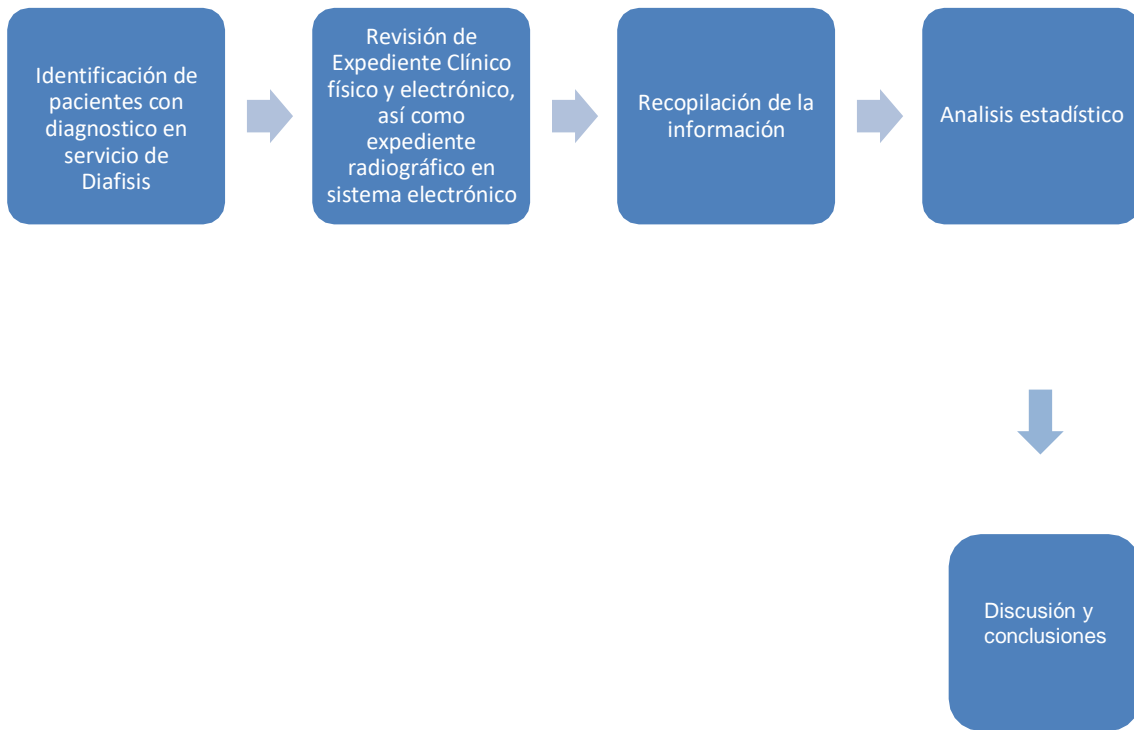 Identificación de
pacientes con
diagnostico en
servicio de
Diafisis
Revisión de
Expediente Clínico
físico y electrónico,
así como
expediente
radiográfico en
sistema electrónico
Recopilación de la
información
Analisis estadístico
Discusión y
conclusiones